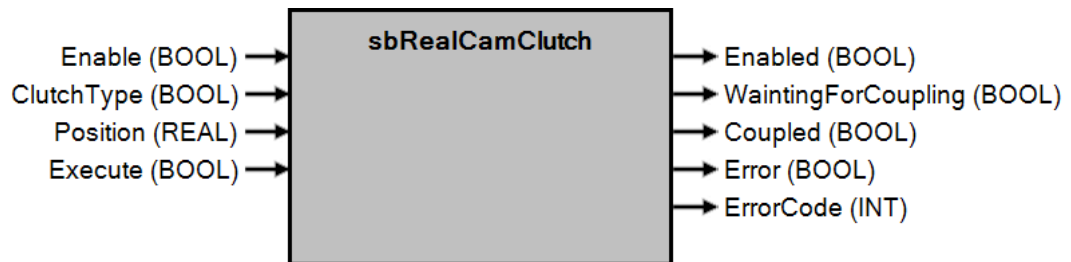 sbRealCamClutch
Enable (BOOL)
ClutchType (BOOL)
Position (REAL)
Execute (BOOL)
Enabled (BOOL)
WaintingForCoupling (BOOL)
Coupled (BOOL)
Error (BOOL)
ErrorCode (INT)